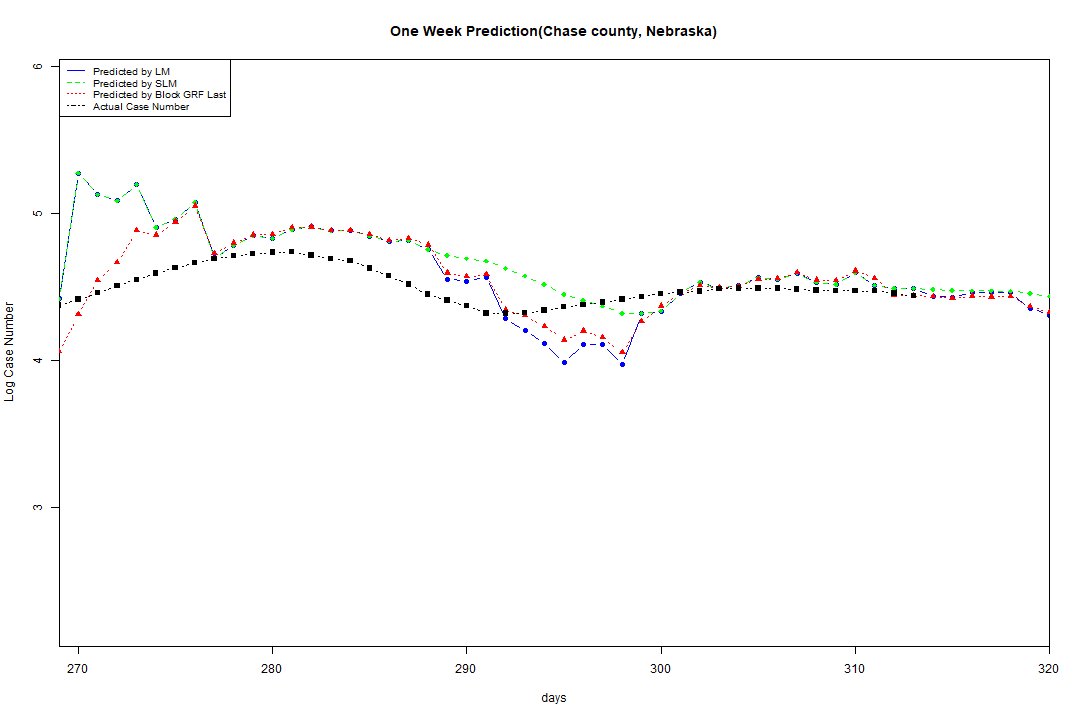 One Week Prediction(Chase county, Nebraska)
Predicted by LM
Predicted by SLM
Predicted by Block GRF Last
Actual Case Number
6
5
4
3
Log Case Number
270 280 290 300 310 320
days